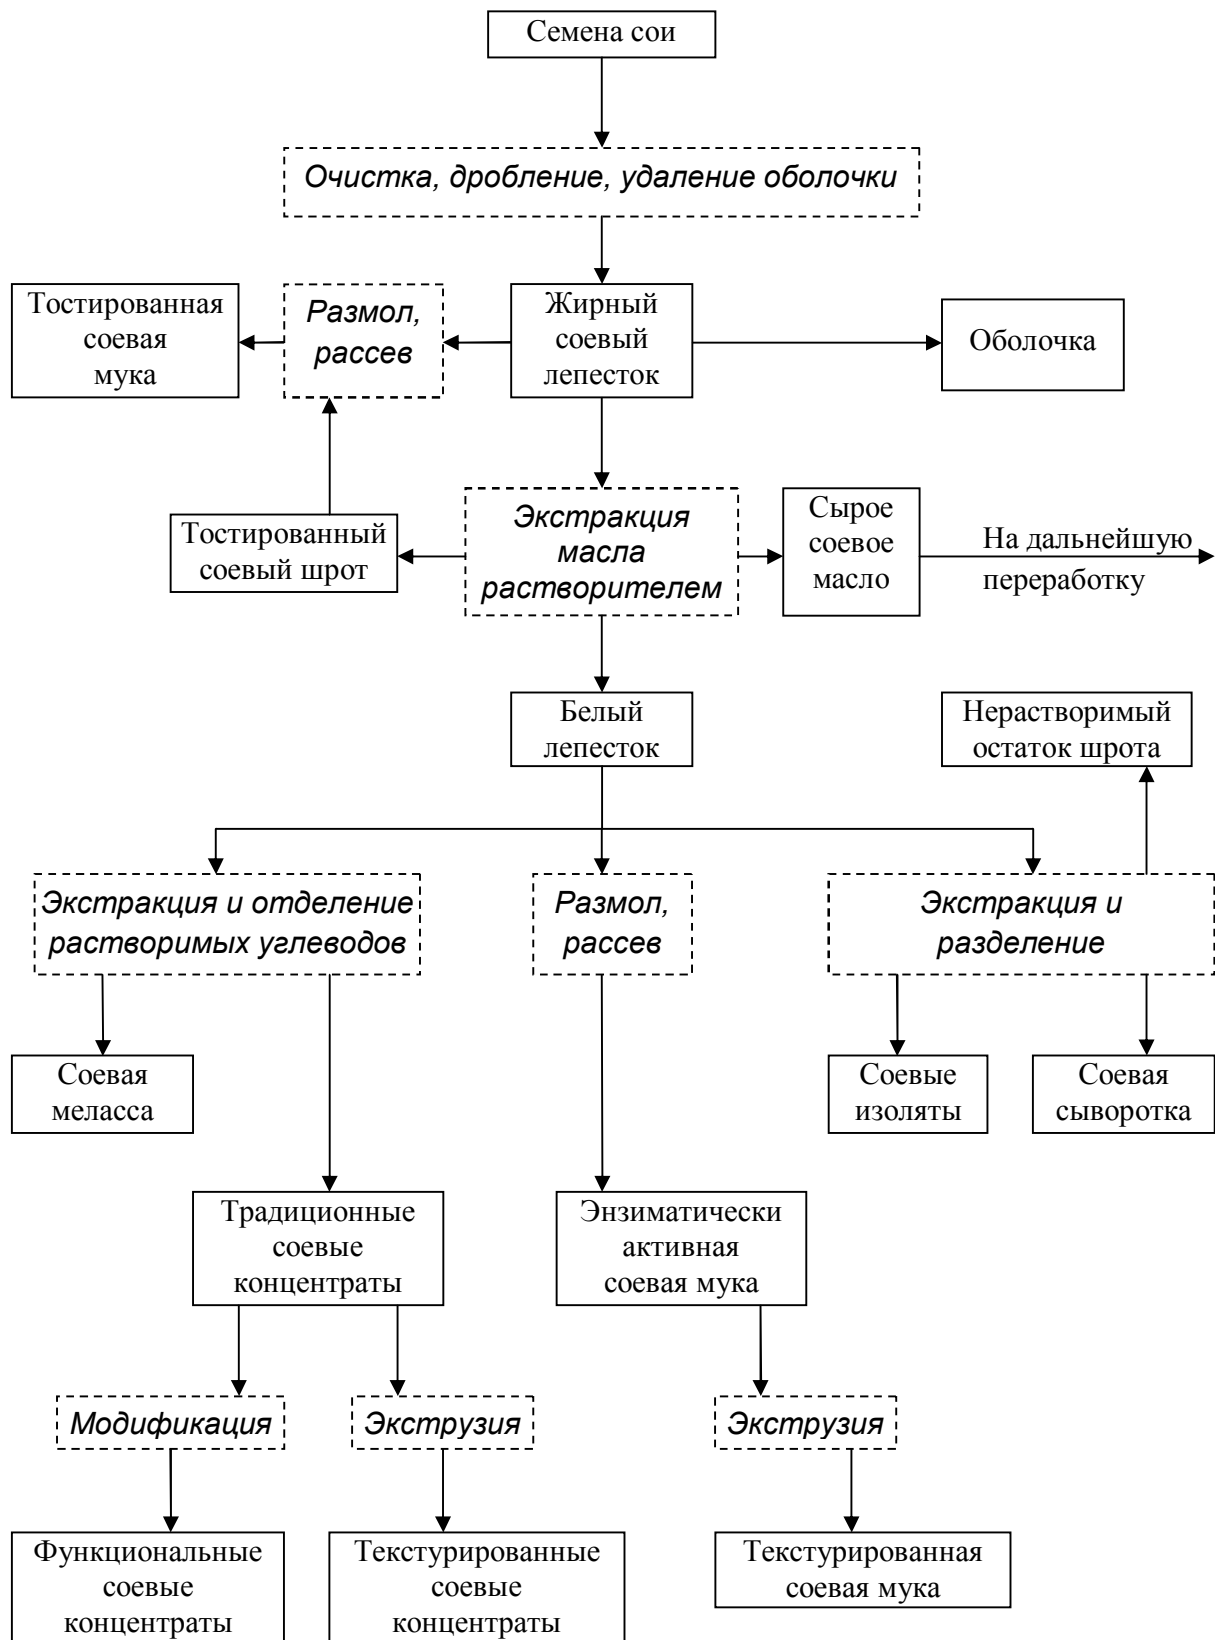 Семена сои
Очистка, дробление, удаление оболочки
Тостированная
соевая
мука
Размол,
рассев
Жирный
соевый
лепесток
Оболочка
Тостированный
соевый шрот
Экстракция
масла
растворителем
Сырое
соевое
масло
На дальнейшую
переработку
Белый
лепесток
Нерастворимый
остаток шрота
Экстракция и отделение
растворимых углеводов
Размол,
рассев
Экстракция и
разделение
Соевая
меласса
Соевые
изоляты
Соевая
сыворотка
Традиционные
соевые
концентраты
Энзиматически
активная
соевая мука
Модификация
Экструзия
Экструзия
Функциональные
соевые
концентраты
Текстурированные
соевые
концентраты
Текстурированная
соевая мука